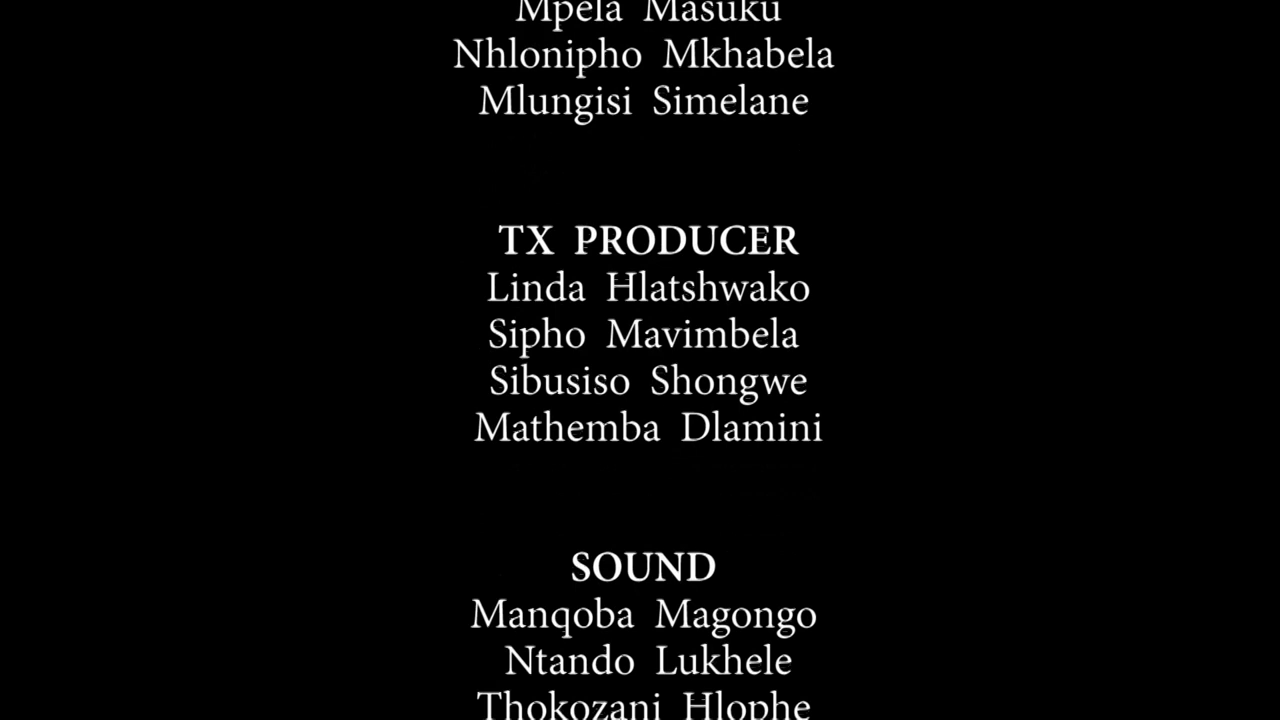 Mpela Masuku
Nhlonipho Mkhabela
Mlungisi Simelane
TX PRODUCER
Linda Hlatshwako
Sipho Mavimbela
Sibusiso Shongwe
Mathemba Dlamini
SOUND
Manqoba Magongo
Ntando Lukhele
Thokozani Hlophe